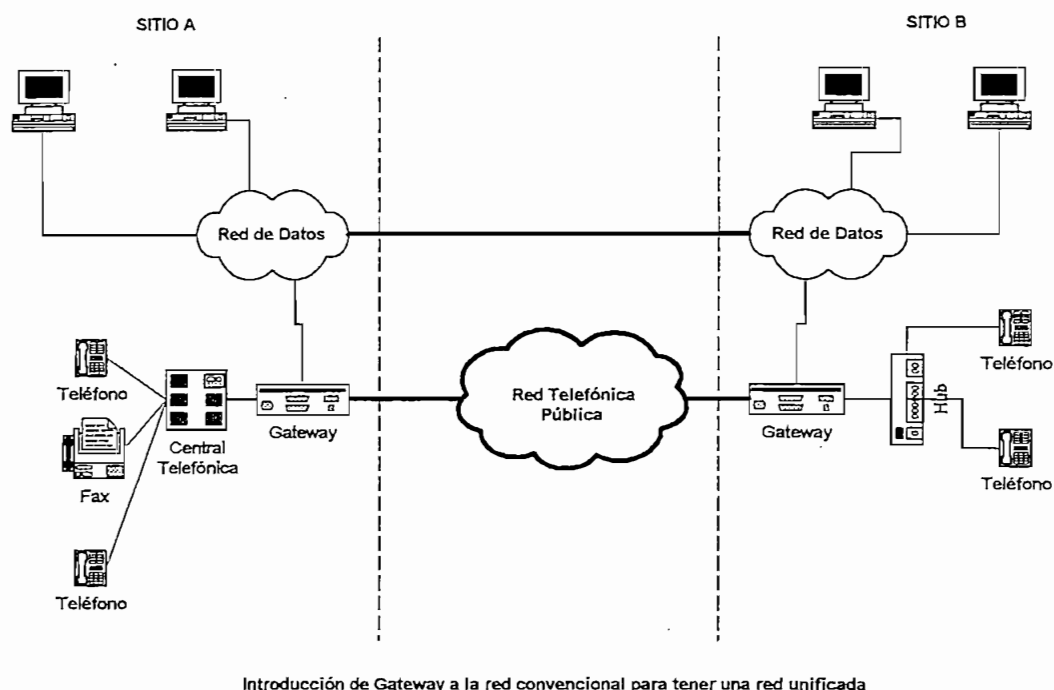 SITIO A
SITIO B
Red de Datos
Red de Datos
Teléfono
Fax
Teléfono
Central
Telefónica
Gateway
Red Telefónica
Pública
Gateway
Hub
Teléfono
Teléfono
Introducción de Gateway a la red convencional para tener una red unificada